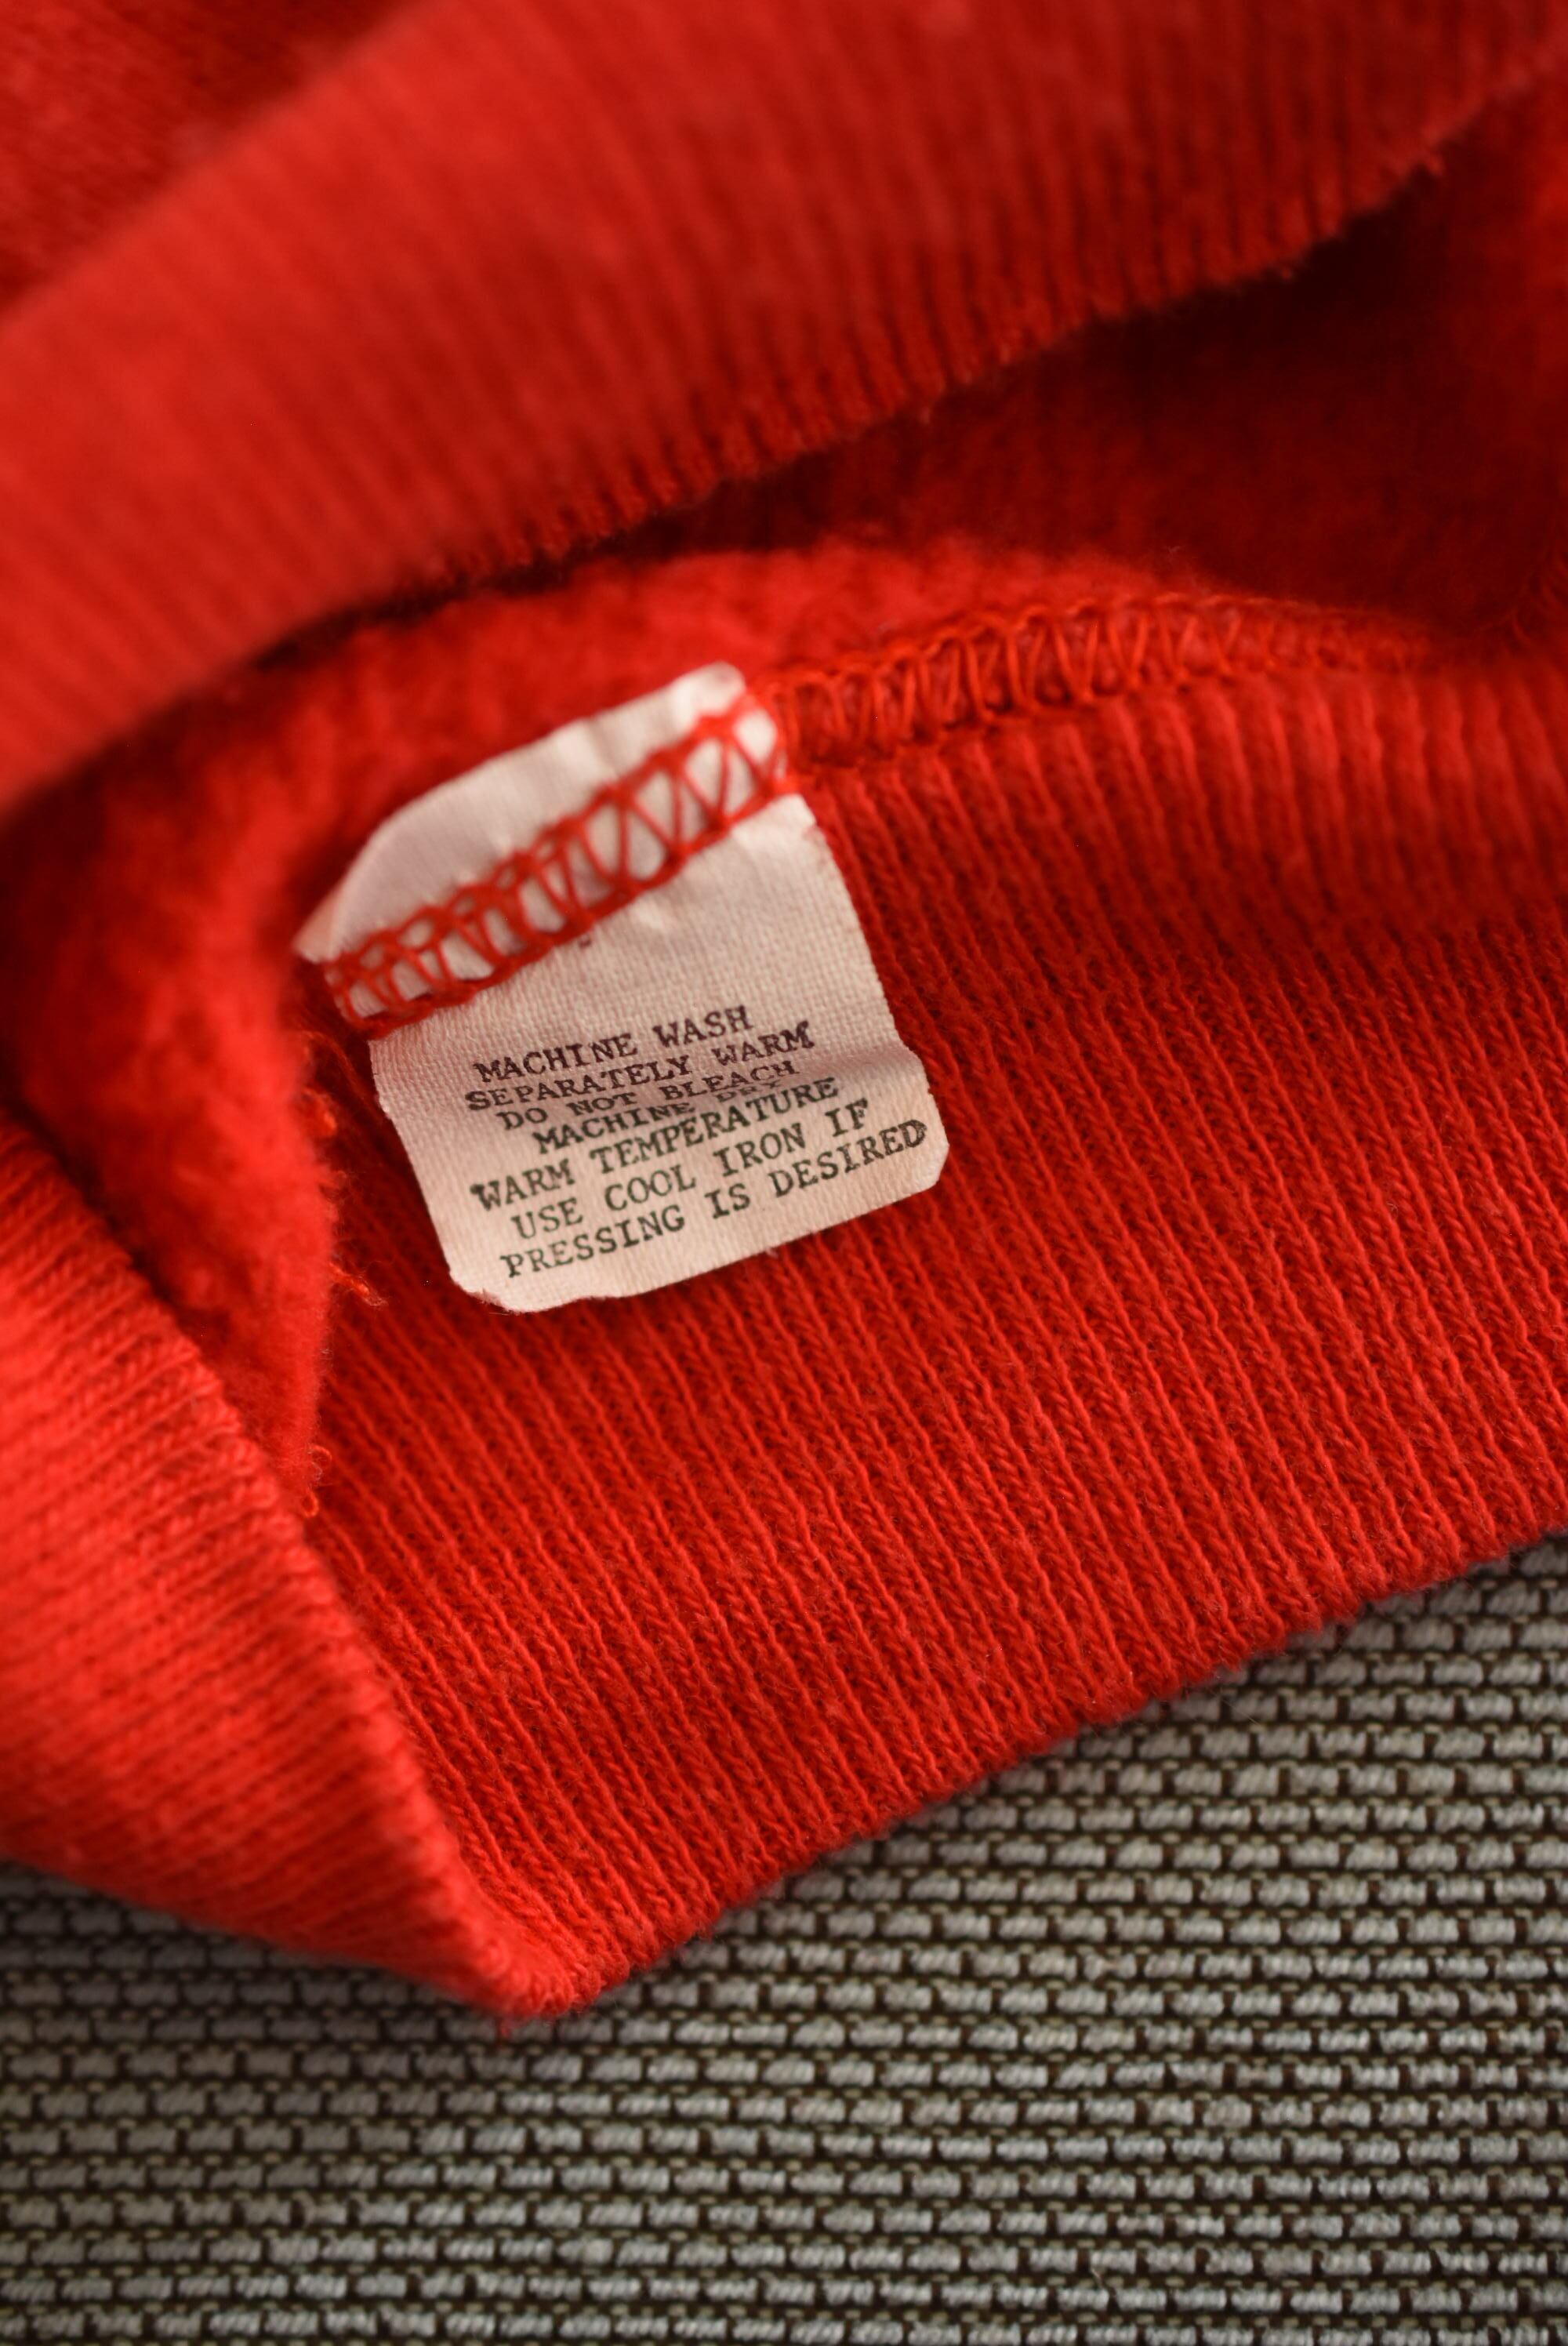 MACHINE WASH
SEPARATELY WARM
DO NOT BLEACH
MACHINE DRY
WARM TEMPERATURE
USE COOL IRON IF
PRESSING IS DESIRED